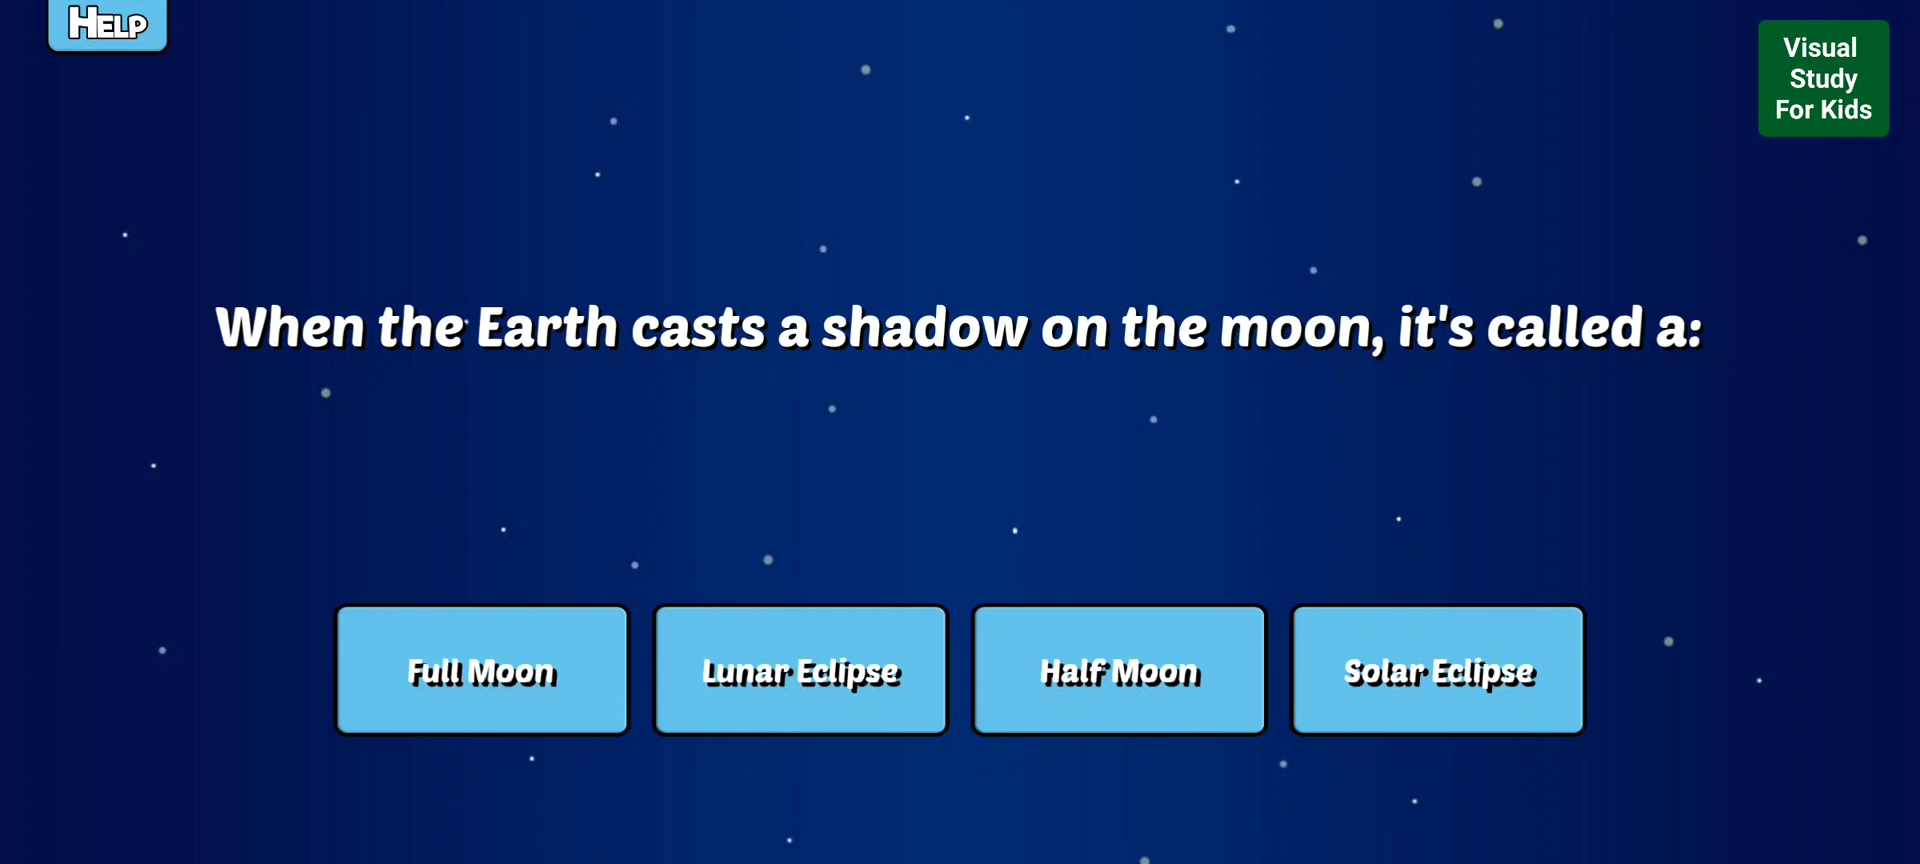 Help
Visual
Study
For Kids
When the Earth casts a shadow on the moon, it's called a:
Full Moon
Lunar Eclipse
Half Moon
Solar Eclipse